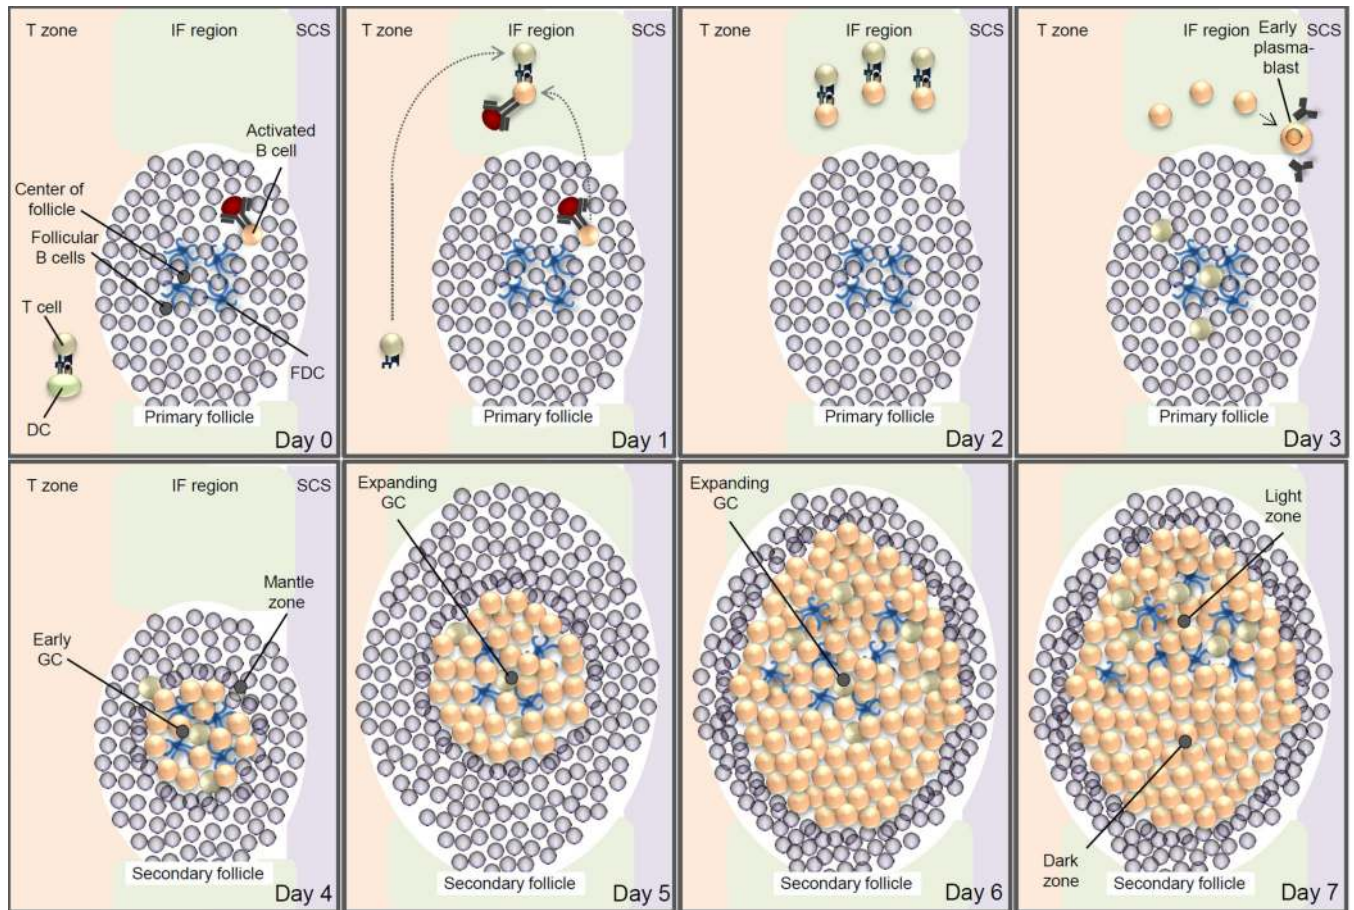 T zone
IF region
SCS
Activated
B cell
Center of
follicle
Follicular
B cells
T cell
FDC
DC
Primary follicle
Day 0
T zone
IF region
SCS
Primary follicle
Day 1
T zone
IF region
SCS
Primary follicle
Day 2
T zone
IF region
SCS
Early
plasma-
blast
Primary follicle
Day 3
T zone
IF region
SCS
Mantle
zone
Early
GC
Secondary follicle
Day 4
Expanding
GC
Secondary follicle
Day 5
Expanding
GC
Secondary follicle
Day 6
Light
zone
Dark
zone
Secondary follicle
Day 7